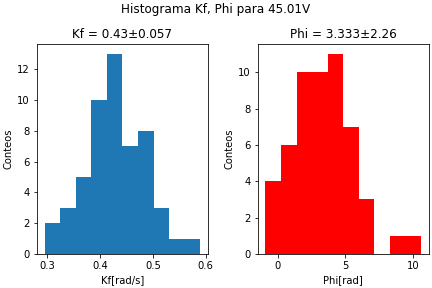 Histograma Kf, Phi para 45.01V
Kf = 0.43±0.057
Phi = 3.333±2.26
Conteos
12
10
8
6
4
2
0
0.3
0.4
0.5
0.6
Kf[rad/s]
Conteos
10
8
6
4
2
0
0
5
10
Phi[rad]